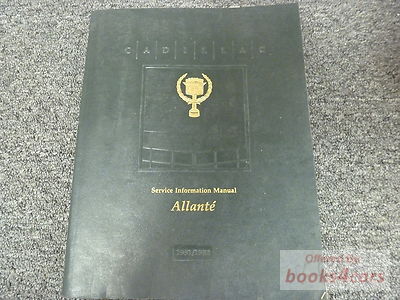 CADILLAC
Service Information Manual
Allanté
Offered by
books4cars